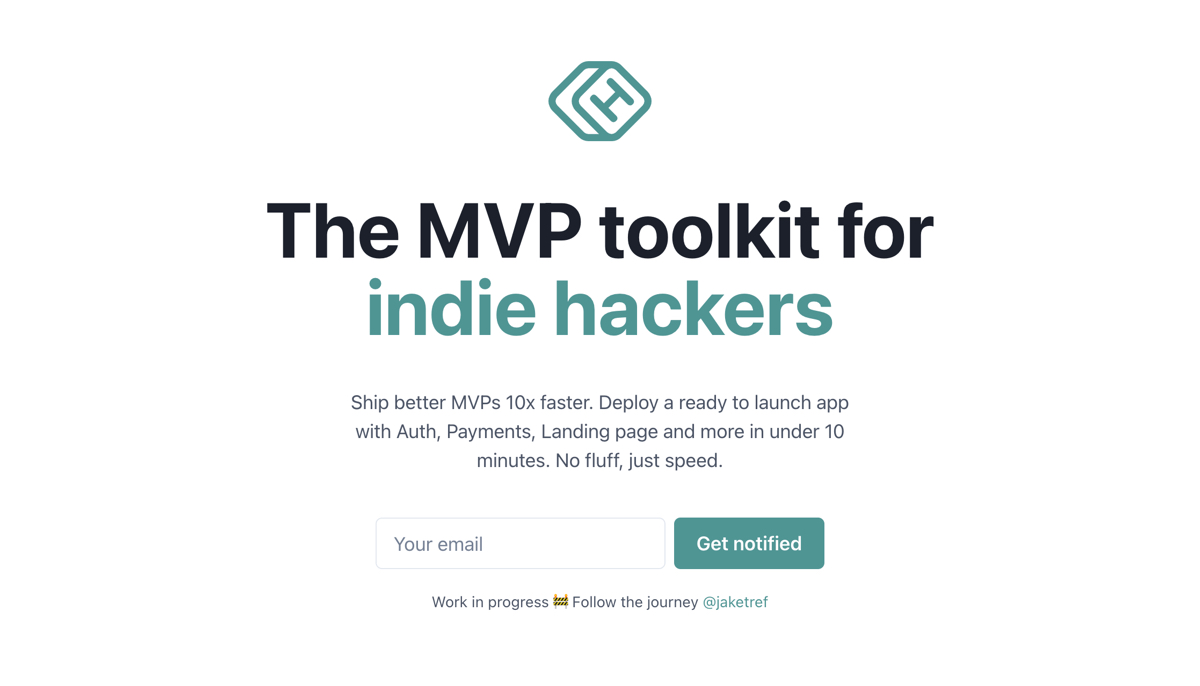 H
The MVP toolkit for
indie hackers
Ship better MVPs 10x faster. Deploy a ready to launch app
with Auth, Payments, Landing page and more in under 10
minutes. No fluff, just speed.
Your email
Get notified
Work in progress 🚧 Follow the journey @jaketref